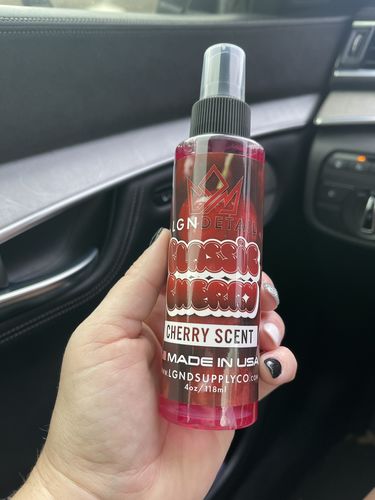 LGNDETAIL
Classic
Cherry
CHERRY SCENT
MADE IN USA
WWW.LGNDSUPPLYCO.COM
4oz/118ml